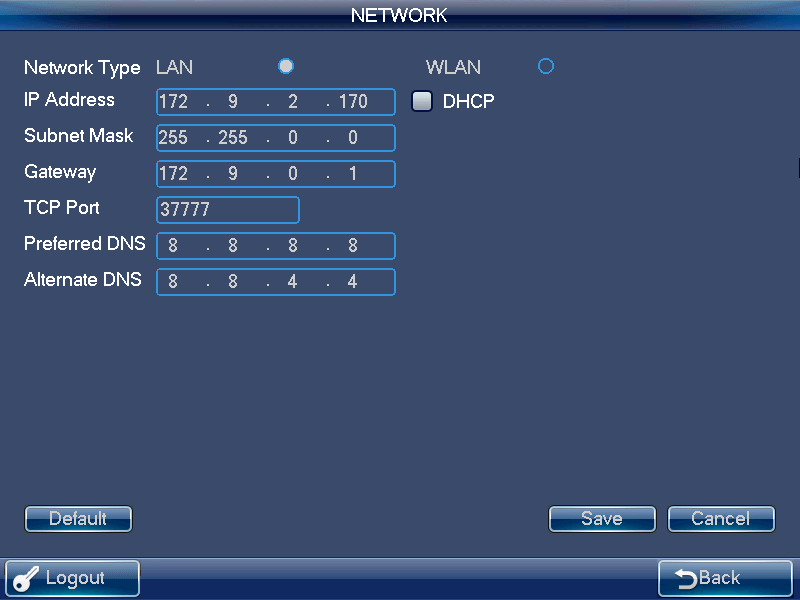 NETWORK
Network Type LAN WLAN
IP Address 172 . 9 . 2 . 170 DHCP
Subnet Mask 255 . 255 . 0 . 0
Gateway 172 . 9 . 0 . 1
TCP Port 37777
Preferred DNS 8 . 8 . 8 . 8
Alternate DNS 8 . 8 . 4 . 4
Default Save Cancel
Logout Back